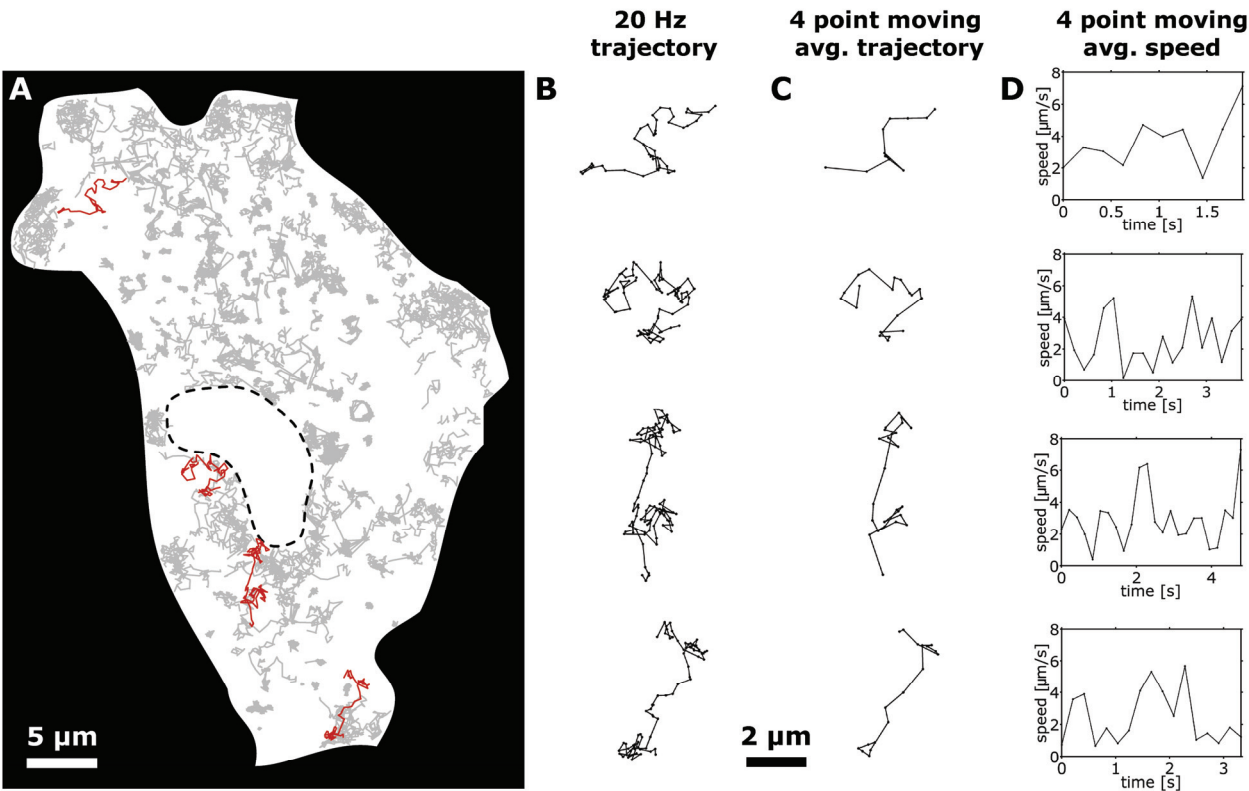 20 Hz
trajectory
4 point moving
avg. trajectory
4 point moving
avg. speed
A
B
C
D
8
6
4
2
0
speed [µm/s]
0
0.5
1
1.5
time [s]
8
6
4
2
0
speed [µm/s]
0
1
2
3
time [s]
8
6
4
2
0
speed [µm/s]
0
2
4
time [s]
8
6
4
2
0
speed [µm/s]
0
1
2
3
time [s]
5 µm
2 µm